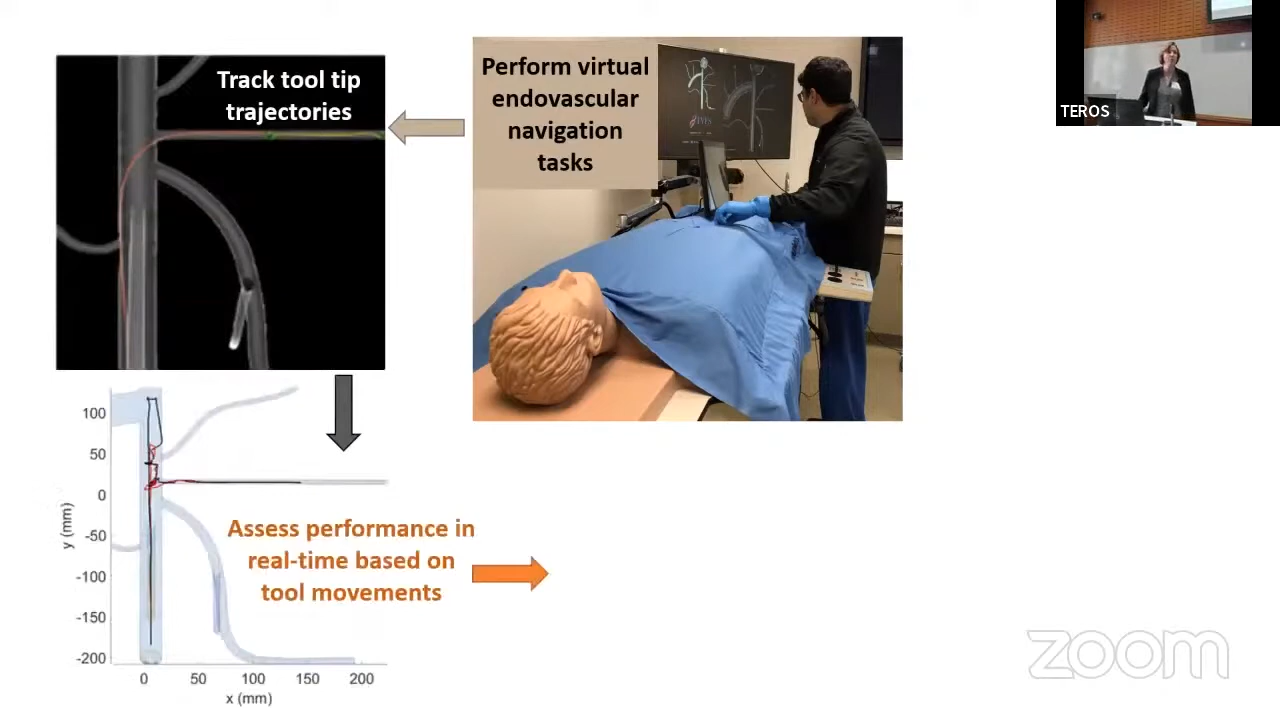 Track tool tip
trajectories
Perform virtual
endovascular
navigation
tasks
TEROS
100
50
0
-50
-100
-150
-200
y (mm)
0
50
100
150
200
x (mm)
Assess performance in
real-time based on
tool movements
zoom